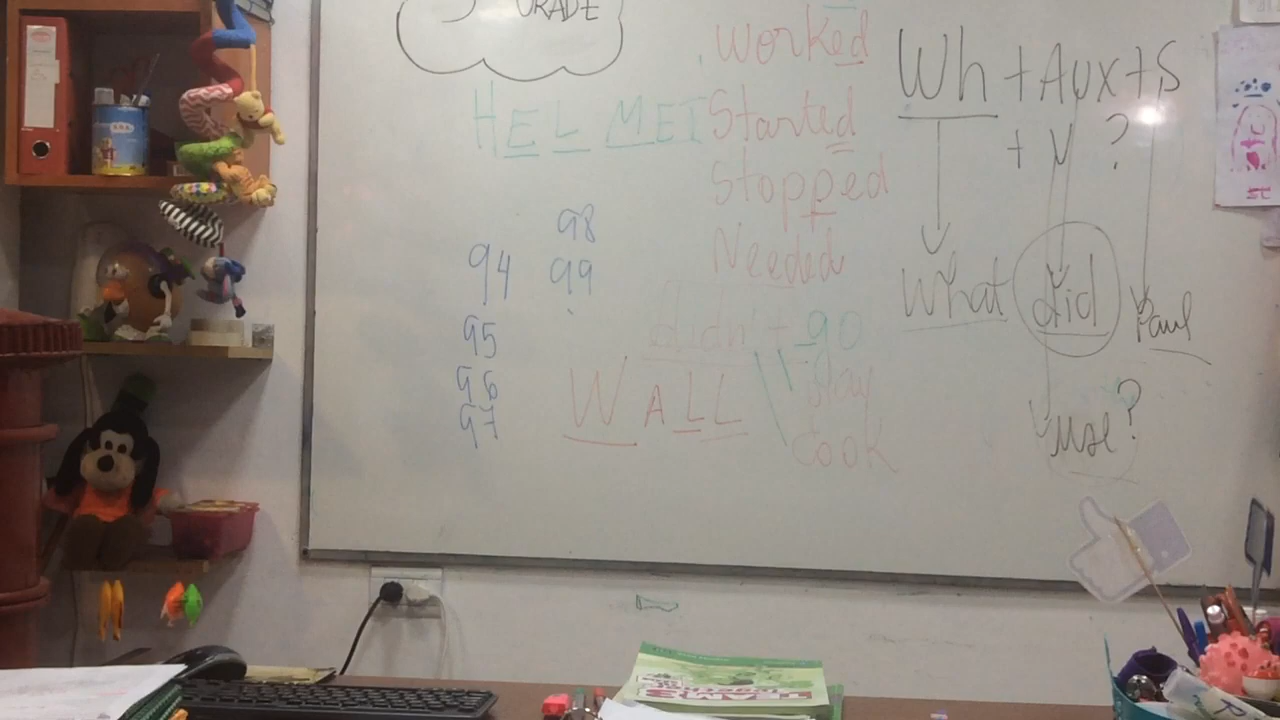 GRADE
HELMET
98
94 99
95
96
97
WALL
worked
Started
Stopped
Needed
didn't go
play
Cook
Wh + Aux + S
+ V ?
What did Paul
use?
etc